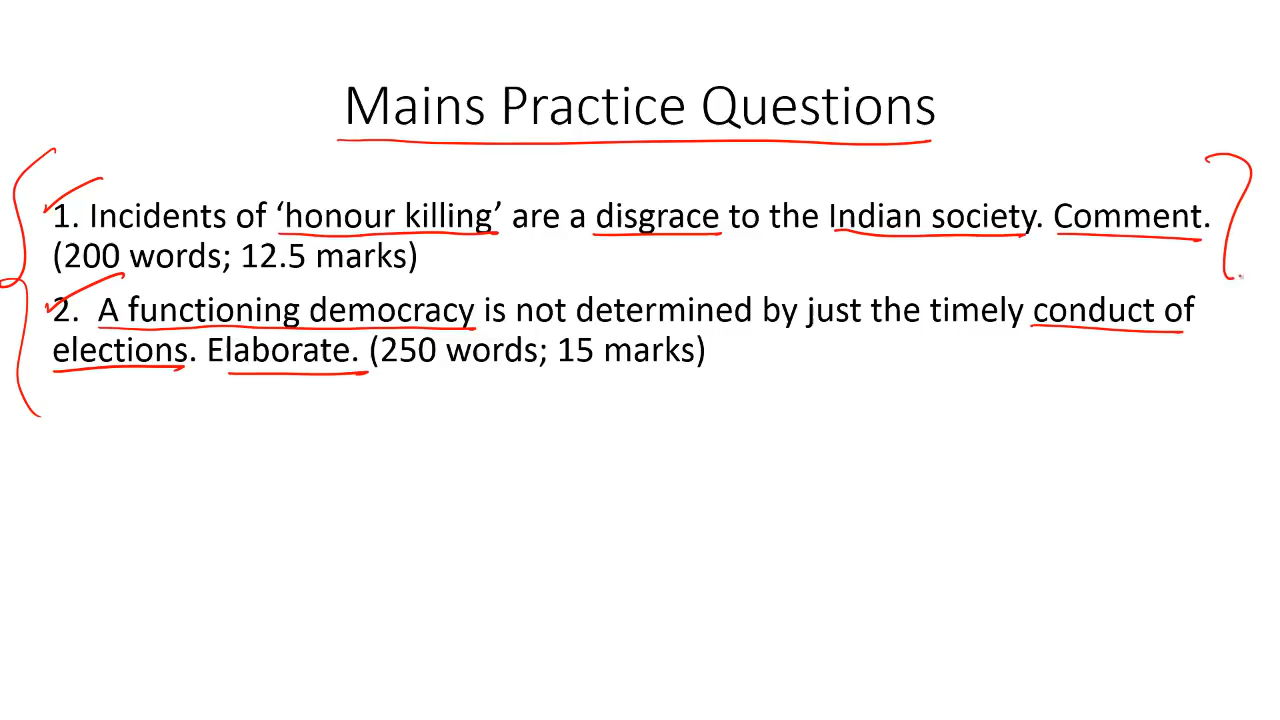 Mains Practice Questions
1. Incidents of ‘honour killing’ are a disgrace to the Indian society. Comment.
(200 words; 12.5 marks)
2. A functioning democracy is not determined by just the timely conduct of
elections. Elaborate. (250 words; 15 marks)